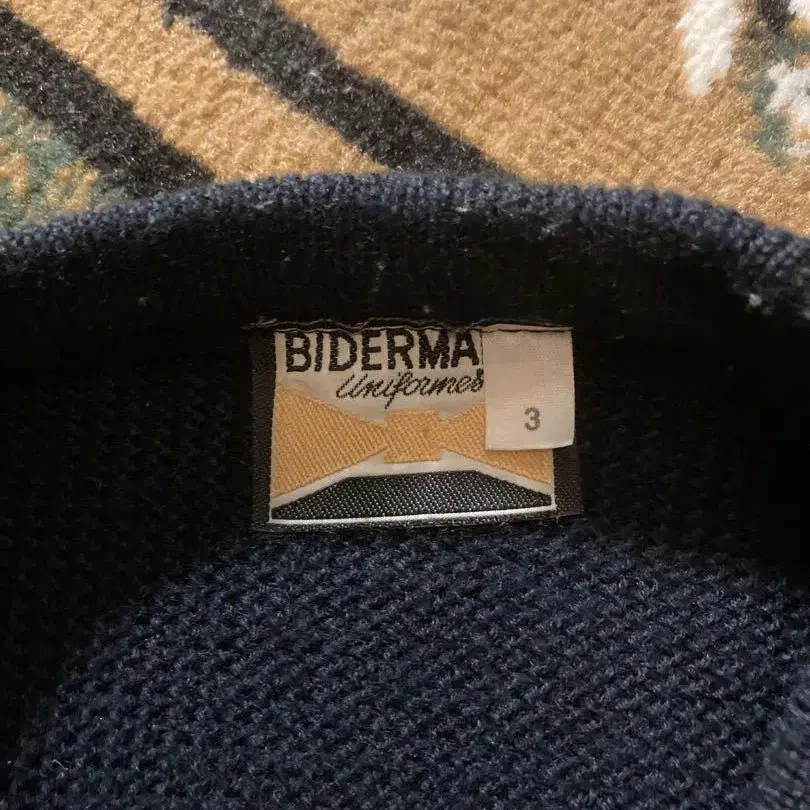 BIDERMA
Uniformes
3